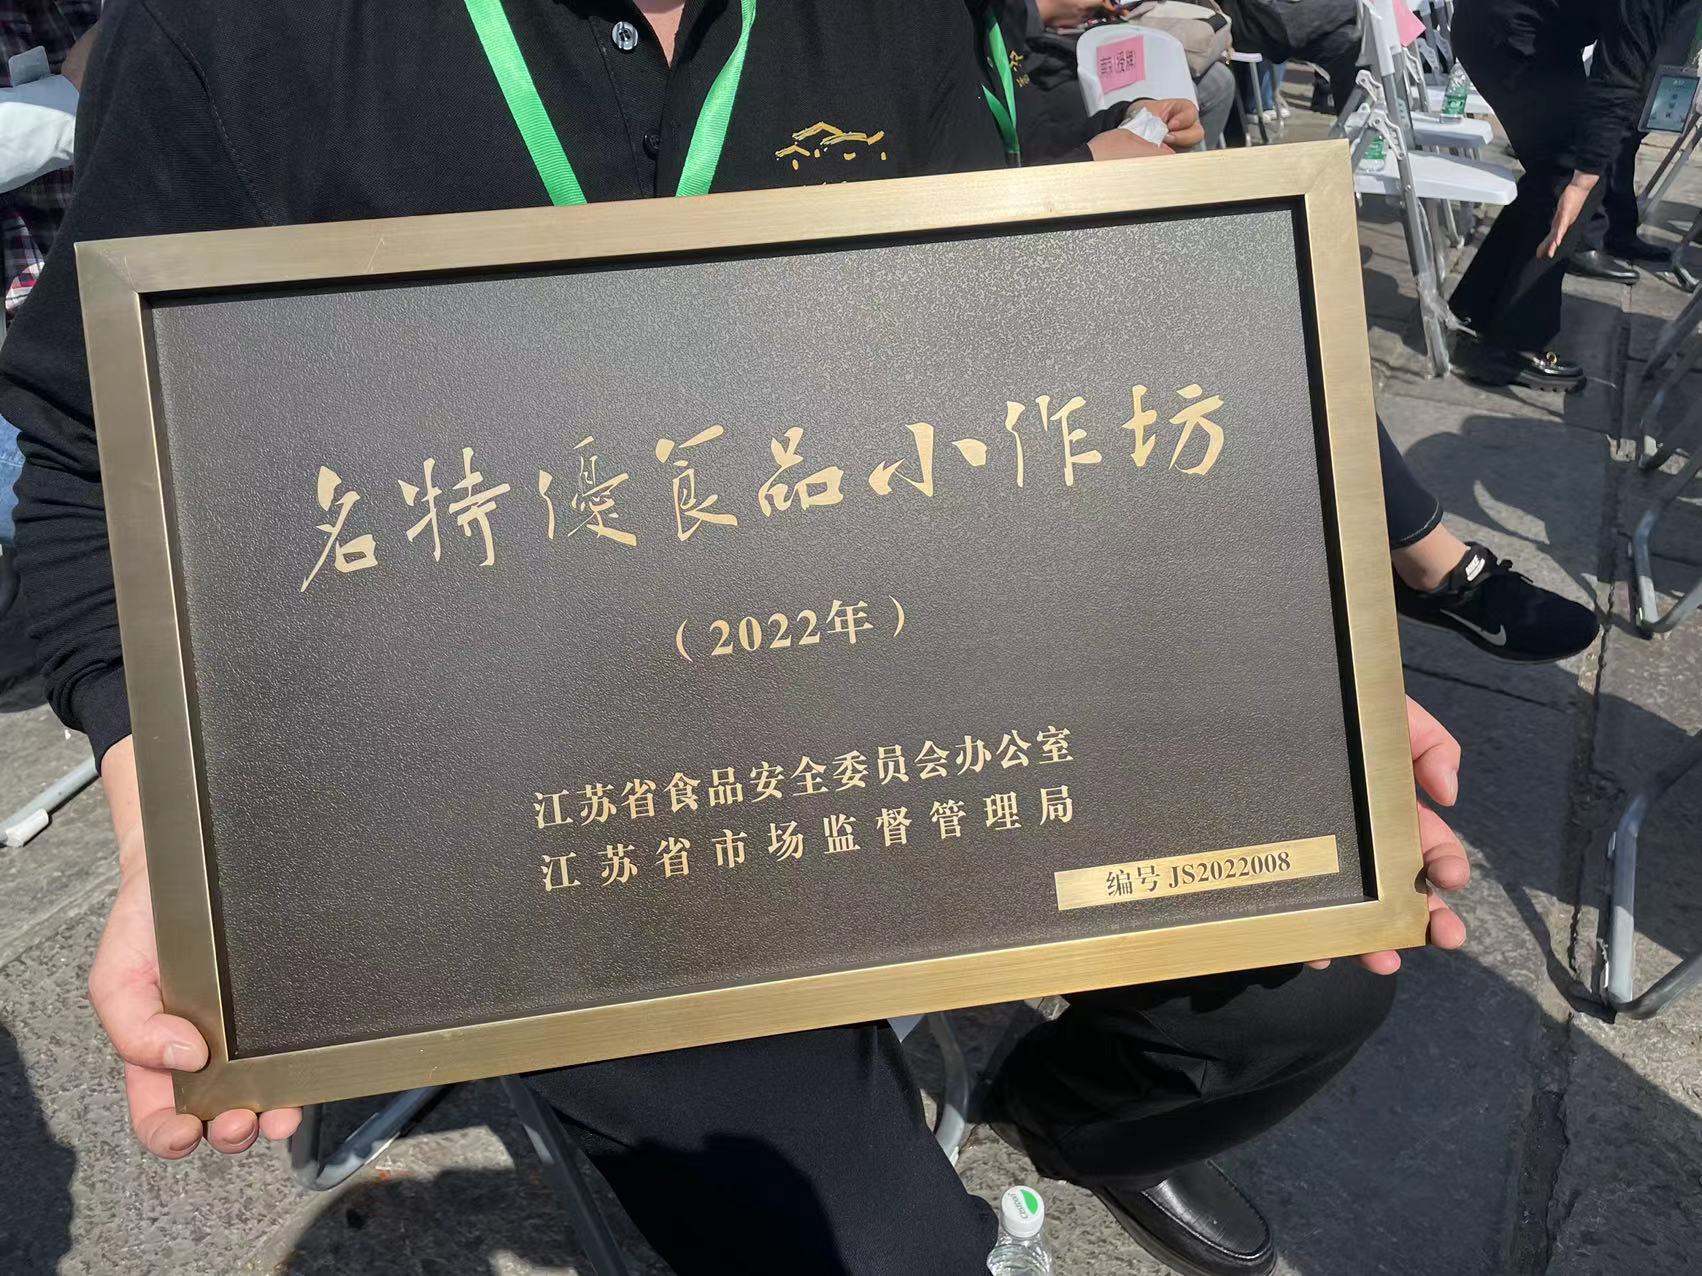 名特優食品小作坊
（2022年）
江苏省食品安全委员会办公室
江苏省市场监督管理局
编号 JS2022008